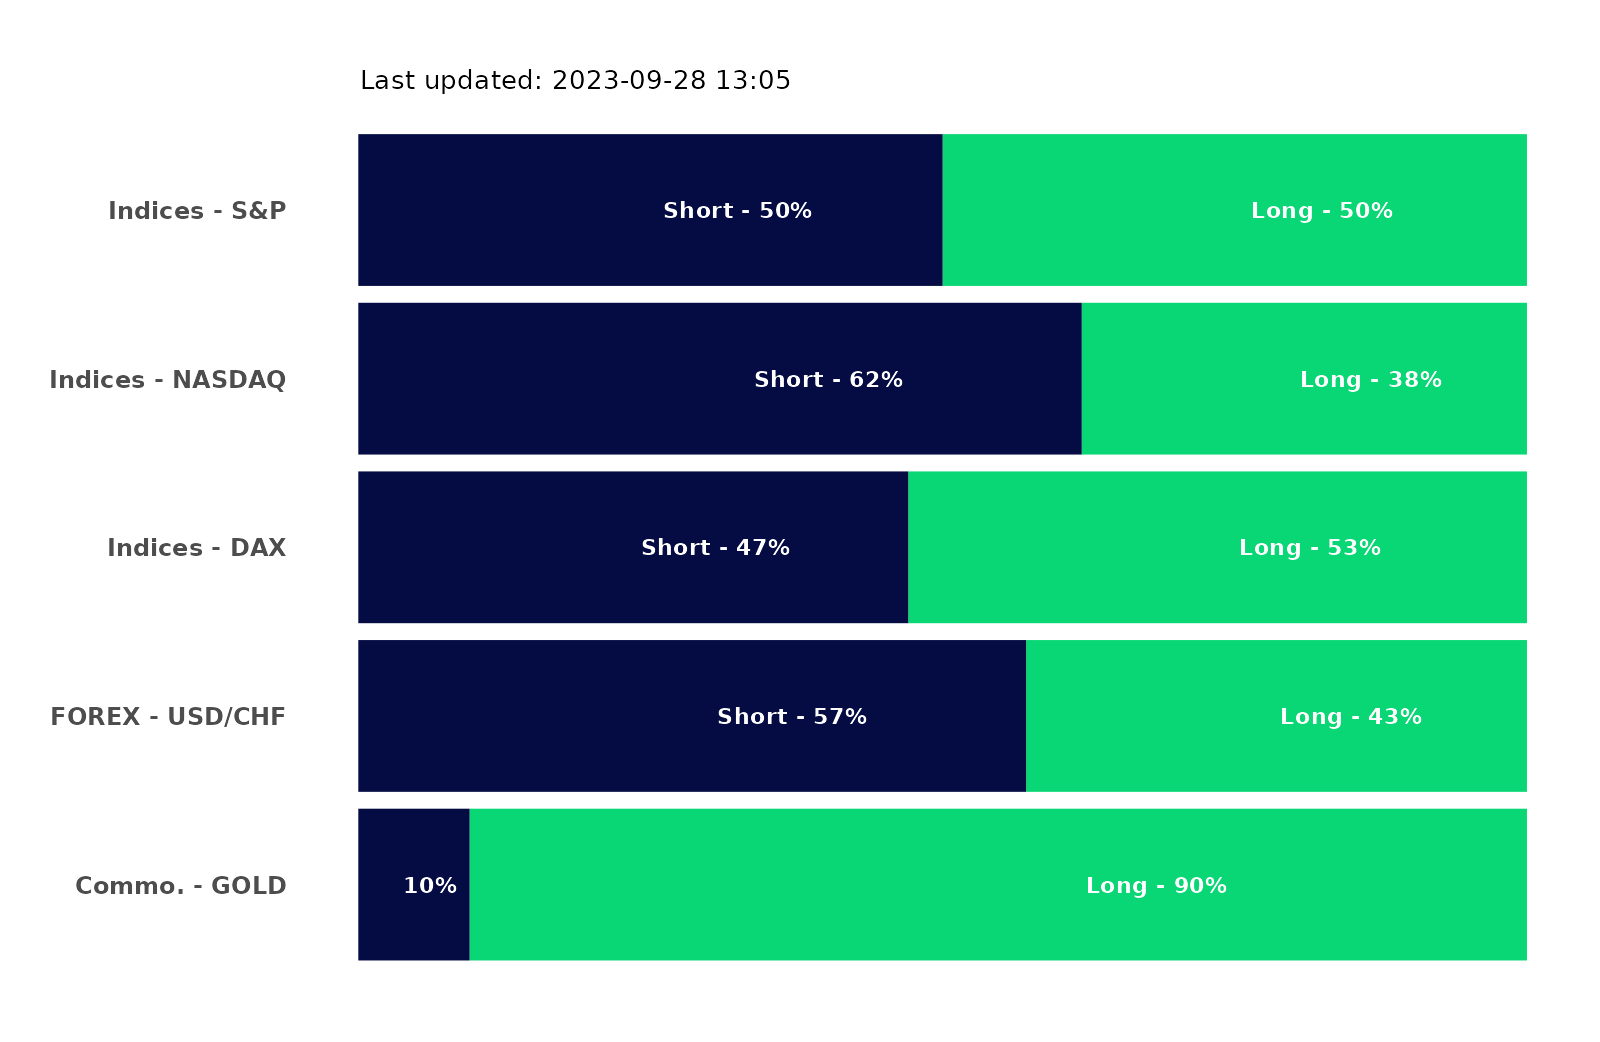 Last updated: 2023-09-28 13:05
Indices - S&P
Short - 50%
Long - 50%
Indices - NASDAQ
Short - 62%
Long - 38%
Indices - DAX
Short - 47%
Long - 53%
FOREX - USD/CHF
Short - 57%
Long - 43%
Commo. - GOLD
10%
Long - 90%